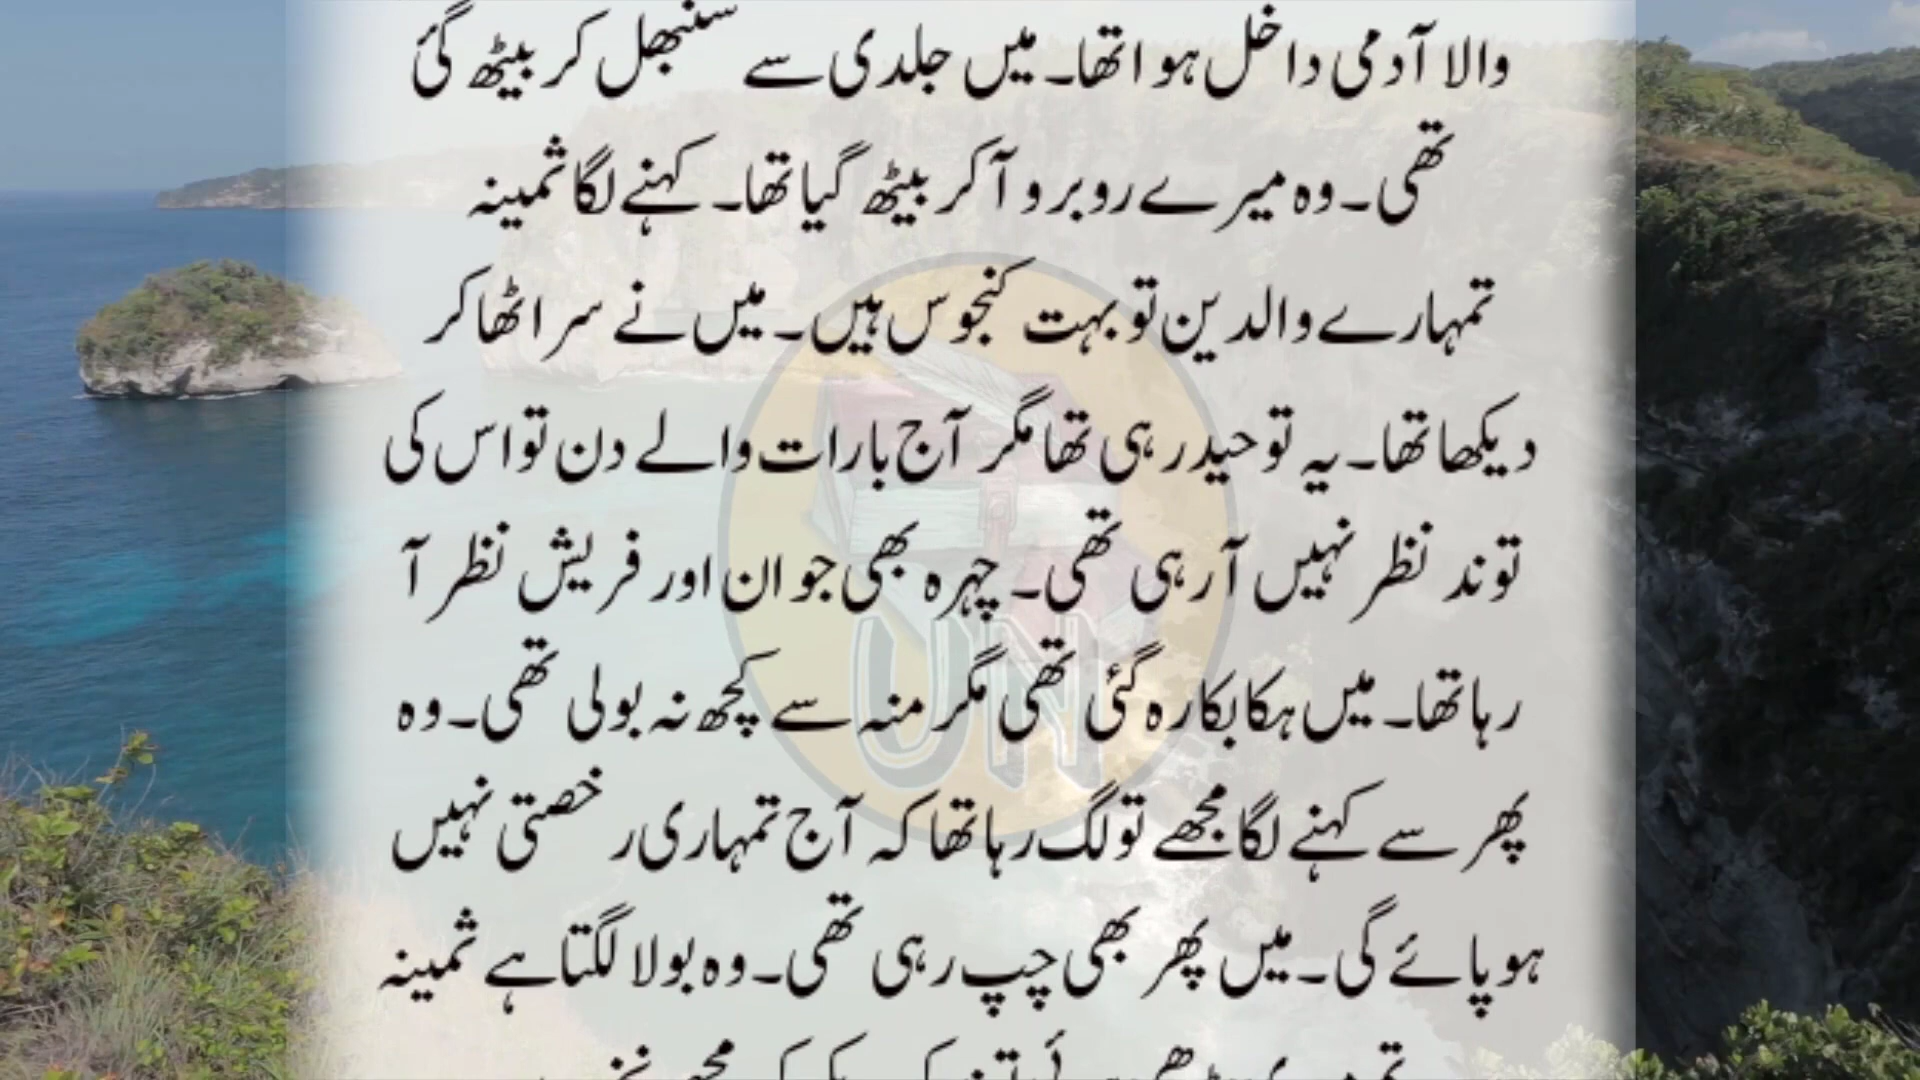 والا آدمی داخل ہوا تھا۔ میں جلدی سے سنبھل کر بیٹھ گئ
تھی۔ وہ میرے روبرو آکر بیٹھ گیا تھا۔ کہنے لگا ثمینہ
تمہارے والدین تو بہت کنجوس ہیں۔ میں نے سر اٹھا کر
دیکھا تھا۔ یہ تو حیدر ہی تھا مگر آج بارات والے دن تو اس کی
توند نظر نہیں آرہی تھی۔ چہرہ بھی جوان اور فریش نظر آ
رہا تھا۔ میں ہکا بکا رہ گئی تھی مگر منہ سے کچھ نہ بولی تھی۔ وہ
پھر سے کہنے لگا مجھے تو لگ رہا تھا کہ آج تمہاری رخصتی نہیں
ہو پائے گی۔ میں پھر بھی چپ رہی تھی۔ وہ بولا لگتا ہے ثمینہ
UN